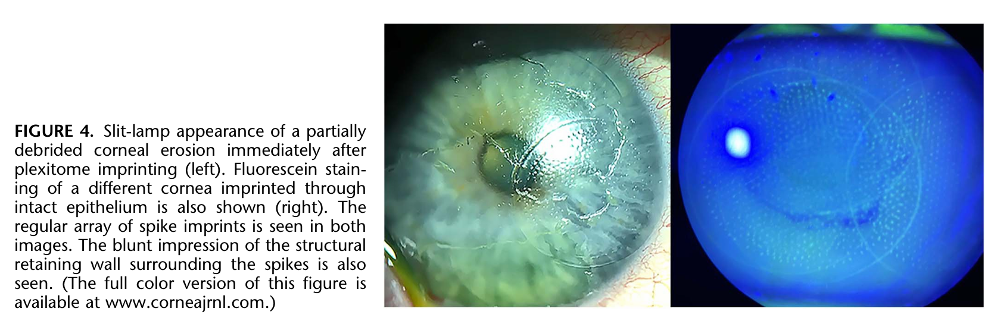 FIGURE 4. Slit-lamp appearance of a partially
debrided corneal erosion immediately after
plexitome imprinting (left). Fluorescein stain-
ing of a different cornea imprinted through
intact epithelium is also shown (right). The
regular array of spike imprints is seen in both
images. The blunt impression of the structural
retaining wall surrounding the spikes is also
seen. (The full color version of this figure is
available at www.corneajrnl.com.)